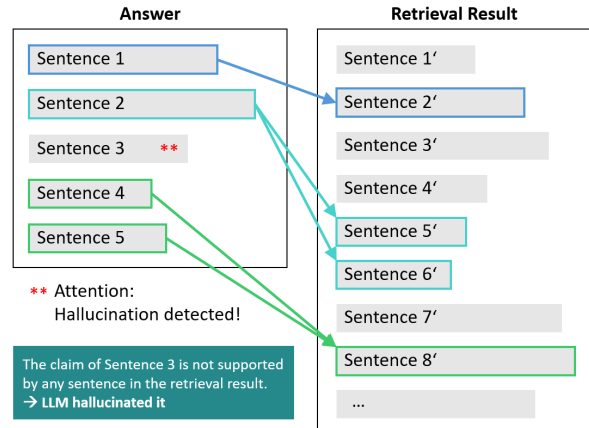 Answer
Sentence 1
Sentence 2
Sentence 3 **
Sentence 4
Sentence 5
** Attention:
Hallucination detected!
The claim of Sentence 3 is not supported
by any sentence in the retrieval result.
→ LLM hallucinated it
Retrieval Result
Sentence 1‘
Sentence 2‘
Sentence 3‘
Sentence 4‘
Sentence 5‘
Sentence 6‘
Sentence 7‘
Sentence 8‘
...